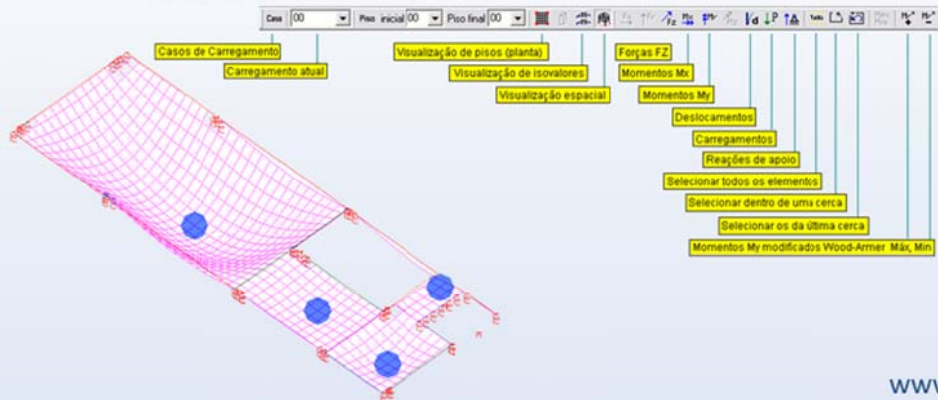 Caso 00 Piso inicial 00 Piso final 00
Casos de Carregamento
Carregamento atual
Visualização de pisos (planta)
Visualização de isovalores
Visualização espacial
Forças FZ
Momentos Mx
Momentos My
Deslocamentos
Carregamentos
Reações de apoio
Selecionar todos os elementos
Selecionar dentro de uma cerca
Selecionar os da última cerca
Momentos My modificados Wood-Armer Máx, Min
www